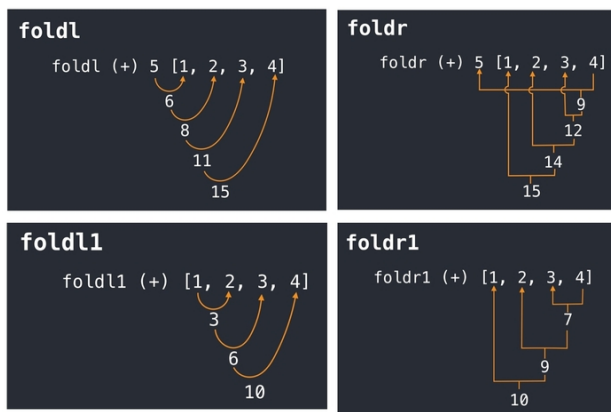 foldl
foldl (+) 5 [1, 2, 3, 4]
6
8
11
15
foldr
foldr (+) 5 [1, 2, 3, 4]
9
12
14
15
foldl1
foldl1 (+) [1, 2, 3, 4]
3
6
10
foldr1
foldr1 (+) [1, 2, 3, 4]
7
9
10